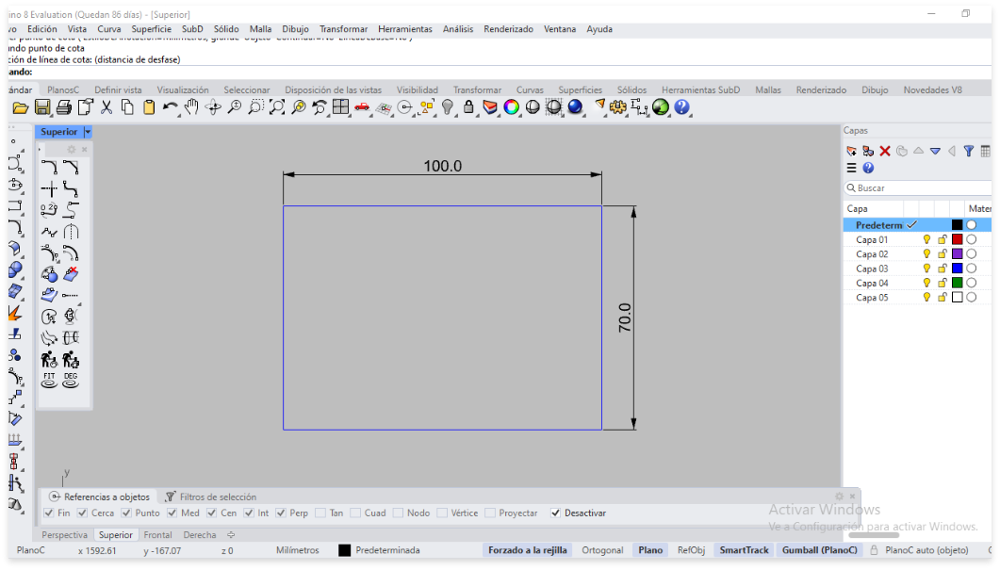 ino 8 Evaluation (Quedan 86 días) - [Superior]
vo Edición Vista Curva Superficie SubD Sólido Malla Dibujo Transformar Herramientas Análisis Renderizado Ventana Ayuda
ndo punto de cota
ción de línea de cota: (distancia de desfase)
ando:
ándar PlanosC Definir vista Visualización Seleccionar Disposición de las vistas Visibilidad Transformar Curvas Superficies Sólidos Herramientas SubD Mallas Renderizado Dibujo Novedades V8
Superior
Capas
Buscar
Capa Mater
Predeterm
Capa 01
Capa 02
Capa 03
Capa 04
Capa 05
100.0
70.0
FIT DEG
y
Referencias a objetos Filtros de selección
Fin Cerca Punto Med Cen Int Perp Tan Cuad Nodo Vértice Proyectar Desactivar
Activar Windows
Ve a Configuración para activar Windows.
Perspectiva Superior Frontal Derecha
PlanoC x 1592.61 y -167.07 z 0 Milímetros Predeterminada Forzado a la rejilla Ortogonal Plano RefObj SmartTrack Gumball (PlanoC) PlanoC auto (objeto)